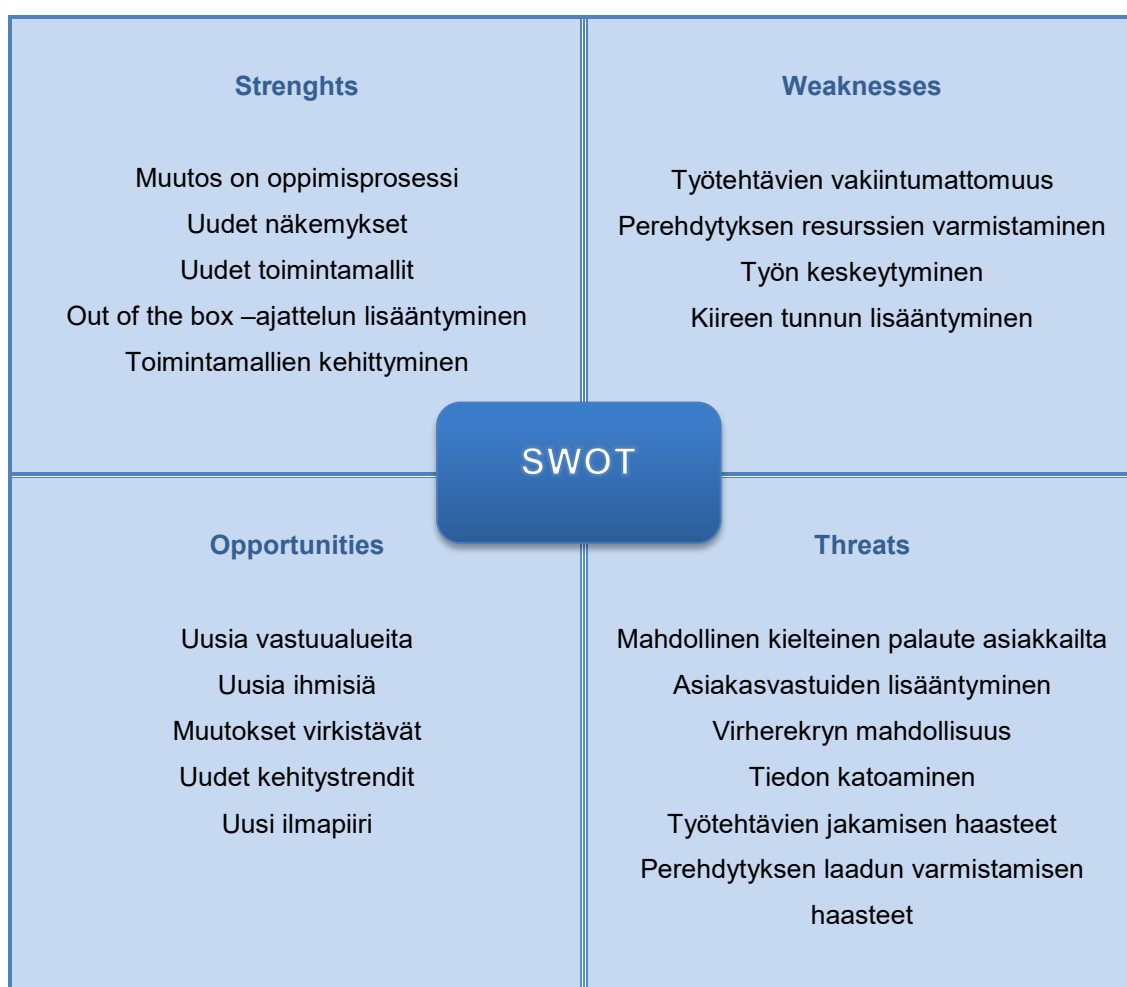 Strenghts
Muutos on oppimisprosessi
Uudet näkemykset
Uudet toimintamallit
Out of the box –ajattelun lisääntyminen
Toimintamallien kehittyminen
Weaknesses
Työtehtävien vakiintumattomuus
Perehdytyksen resurssien varmistaminen
Työn keskeytyminen
Kiireen tunnun lisääntyminen
SWOT
Opportunities
Uusia vastuualueita
Uusia ihmisiä
Muutokset virkistävät
Uudet kehitystrendit
Uusi ilmapiiri
Threats
Mahdollinen kielteinen palaute asiakkailta
Asiakasvastuiden lisääntyminen
Virherekryn mahdollisuus
Tiedon katoaminen
Työtehtävien jakamisen haasteet
Perehdytyksen laadun varmistamisen
haasteet